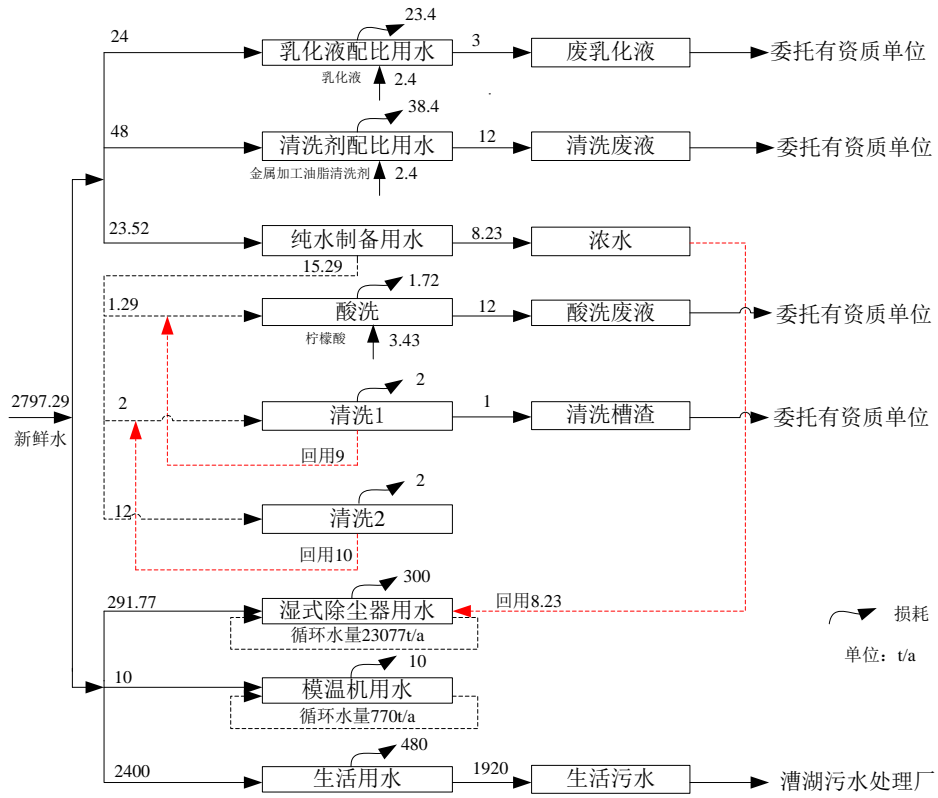 23.4
24
乳化液配比用水
3
废乳化液
委托有资质单位
乳化液
2.4
38.4
48
清洗剂配比用水
12
清洗废液
委托有资质单位
金属加工油脂清洗剂
2.4
23.52
纯水制备用水
8.23
浓水
15.29
1.72
1.29
酸洗
12
酸洗废液
委托有资质单位
柠檬酸
3.43
2797.29
新鲜水
2
2
清洗1
1
清洗槽渣
委托有资质单位
回用9
2
12
清洗2
回用10
300
291.77
湿式除尘器用水
回用8.23
循环水量23077t/a
损耗
单位：t/a
10
10
模温机用水
循环水量770t/a
480
2400
生活用水
1920
生活污水
漕湖污水处理厂